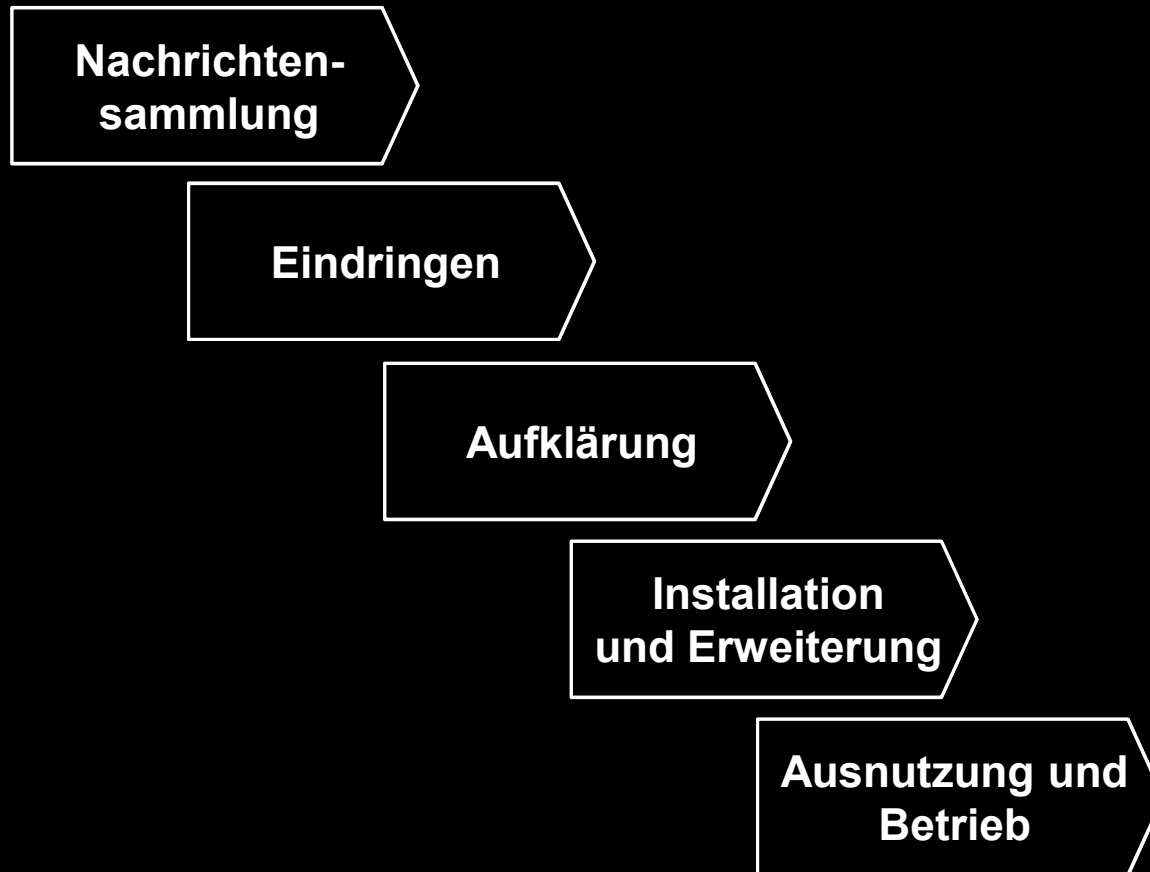 Nachrichten-
sammlung
Eindringen
Aufklärung
Installation
und Erweiterung
Ausnutzung und
Betrieb